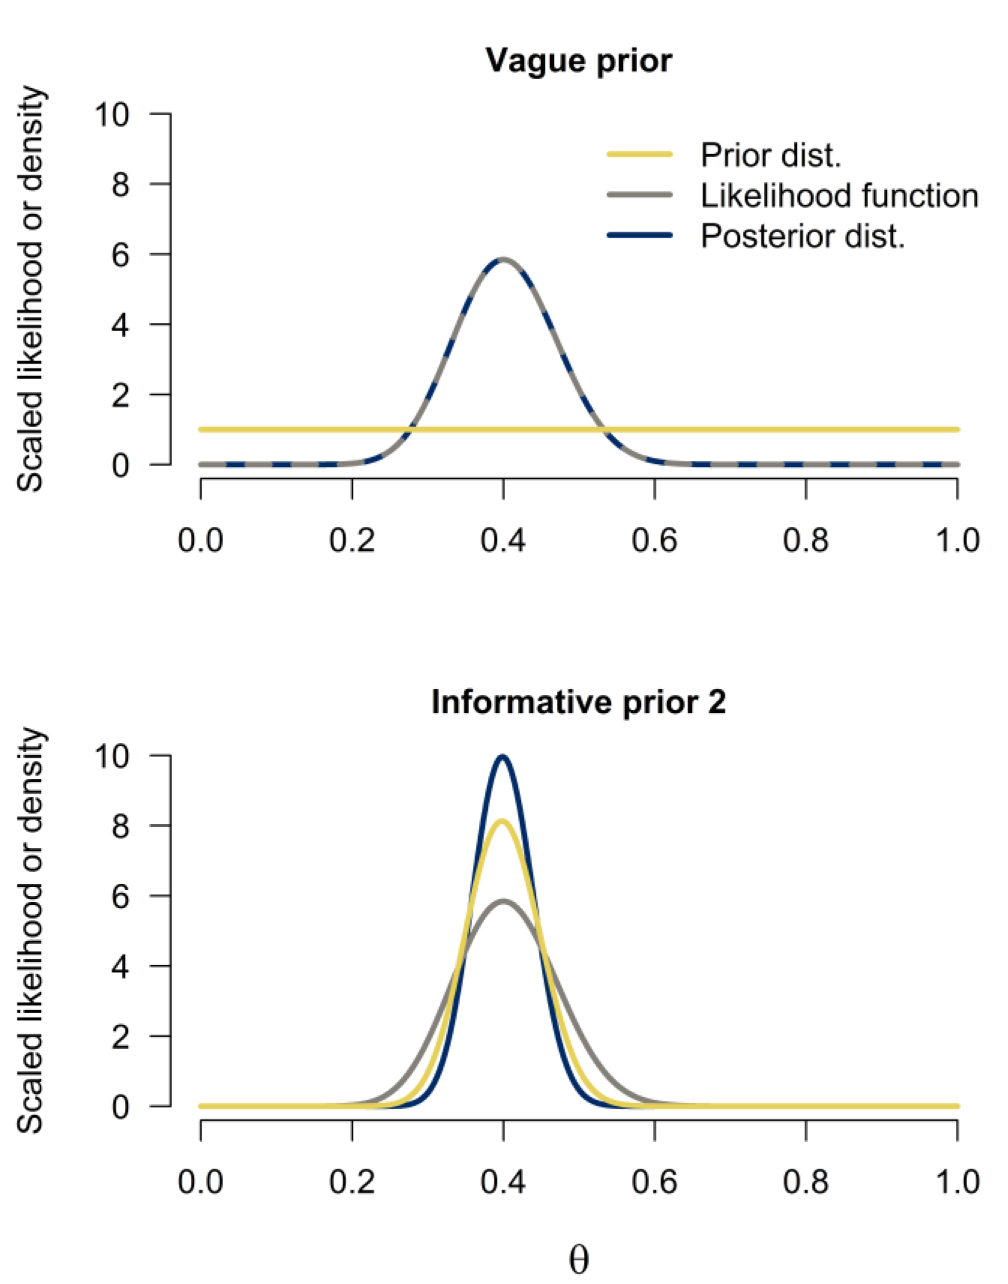 Vague prior
Scaled likelihood or density
10
8
6
4
2
0
Prior dist.
Likelihood function
Posterior dist.
0.0 0.2 0.4 0.6 0.8 1.0
Informative prior 2
Scaled likelihood or density
10
8
6
4
2
0
0.0 0.2 0.4 0.6 0.8 1.0
θ